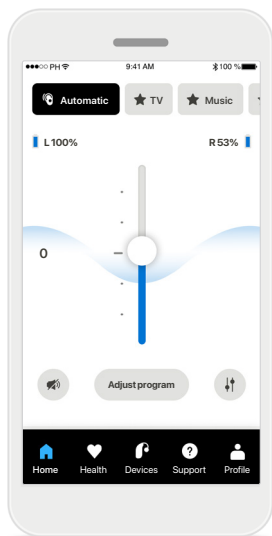 PH 9:41 AM 100 %
Automatic TV Music
L 100% R 53%
0
Adjust program
Home Health Devices Support Profile